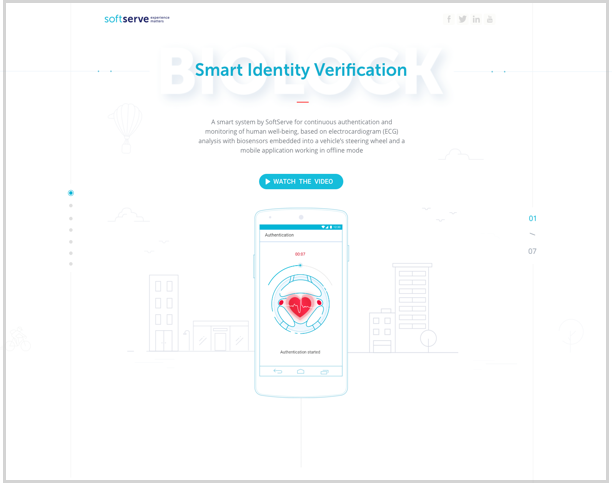 softserve experience matters
BIOLOCK
Smart Identity Verification
A smart system by SoftServe for continuous authentication and
monitoring of human well-being, based on electrocardiogram (ECG)
analysis with biosensors embedded into a vehicle's steering wheel and a
mobile application working in offline mode
WATCH THE VIDEO
01
07
Authentication
00:07
Authentication started